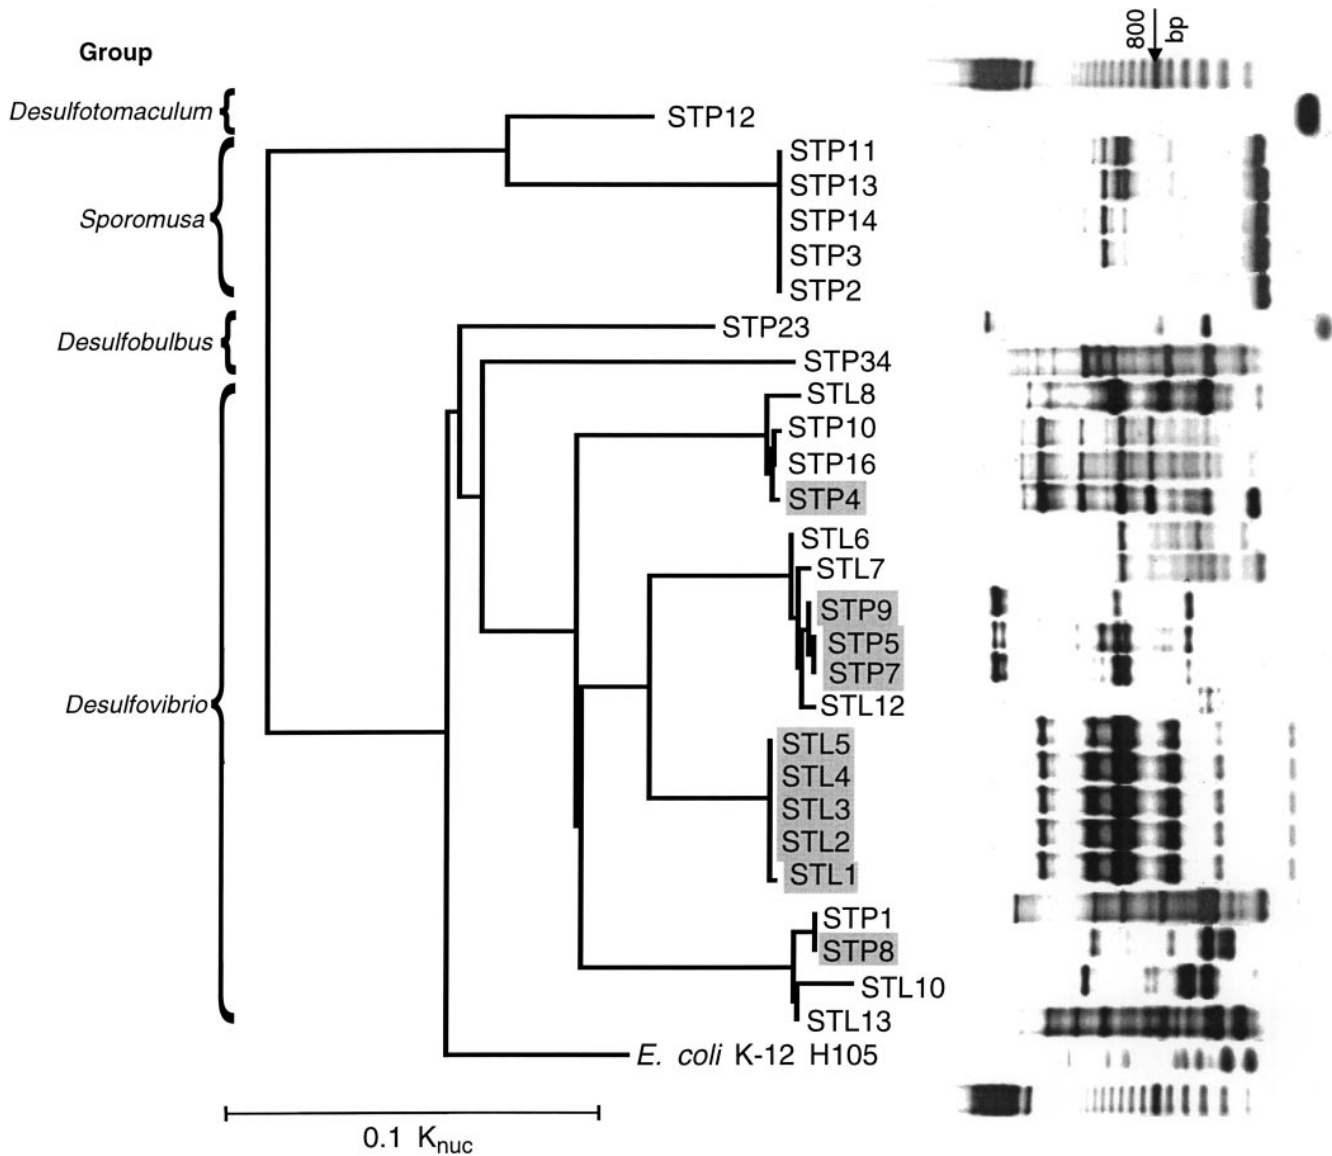 Group
800
bp
Desulfotomaculum
STP12
STP11
STP13
Sporomusa
STP14
STP3
STP2
STP23
Desulfobulbus
STP34
STL8
STP10
STP16
STP4
STL6
STL7
STP9
STP5
STP7
Desulfovibrio
STL12
STL5
STL4
STL3
STL2
STL1
STP1
STP8
STL10
STL13
E. coli K-12 H105
0.1 Knuc